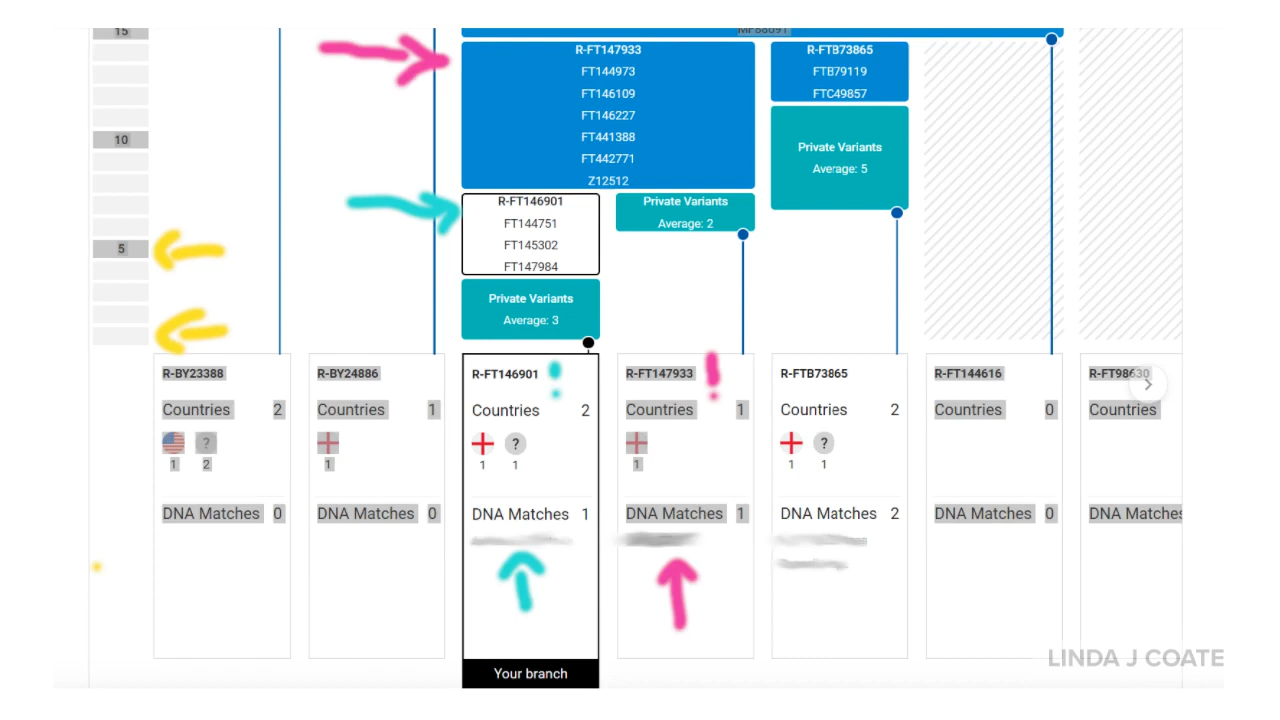 15
MF88091
R-FT147933
FT144973
FT146109
FT146227
FT441388
FT442771
Z12512
R-FTB73865
FTB79119
FTC49857
Private Variants
Average: 5
10
R-FT146901
FT144751
FT145302
FT147984
Private Variants
Average: 2
5
Private Variants
Average: 3
R-BY23388
Countries 2
?
1 2
DNA Matches 0
R-BY24886
Countries 1
1
DNA Matches 0
R-FT146901 !
Countries 2
?
1 1
DNA Matches 1
Your branch
R-FT147933 !
Countries 1
1
DNA Matches 1
R-FTB73865
Countries 2
?
1 1
DNA Matches 2
R-FT144616
Countries 0
DNA Matches 0
R-FT98630
Countries
DNA Matches
LINDA J COATE